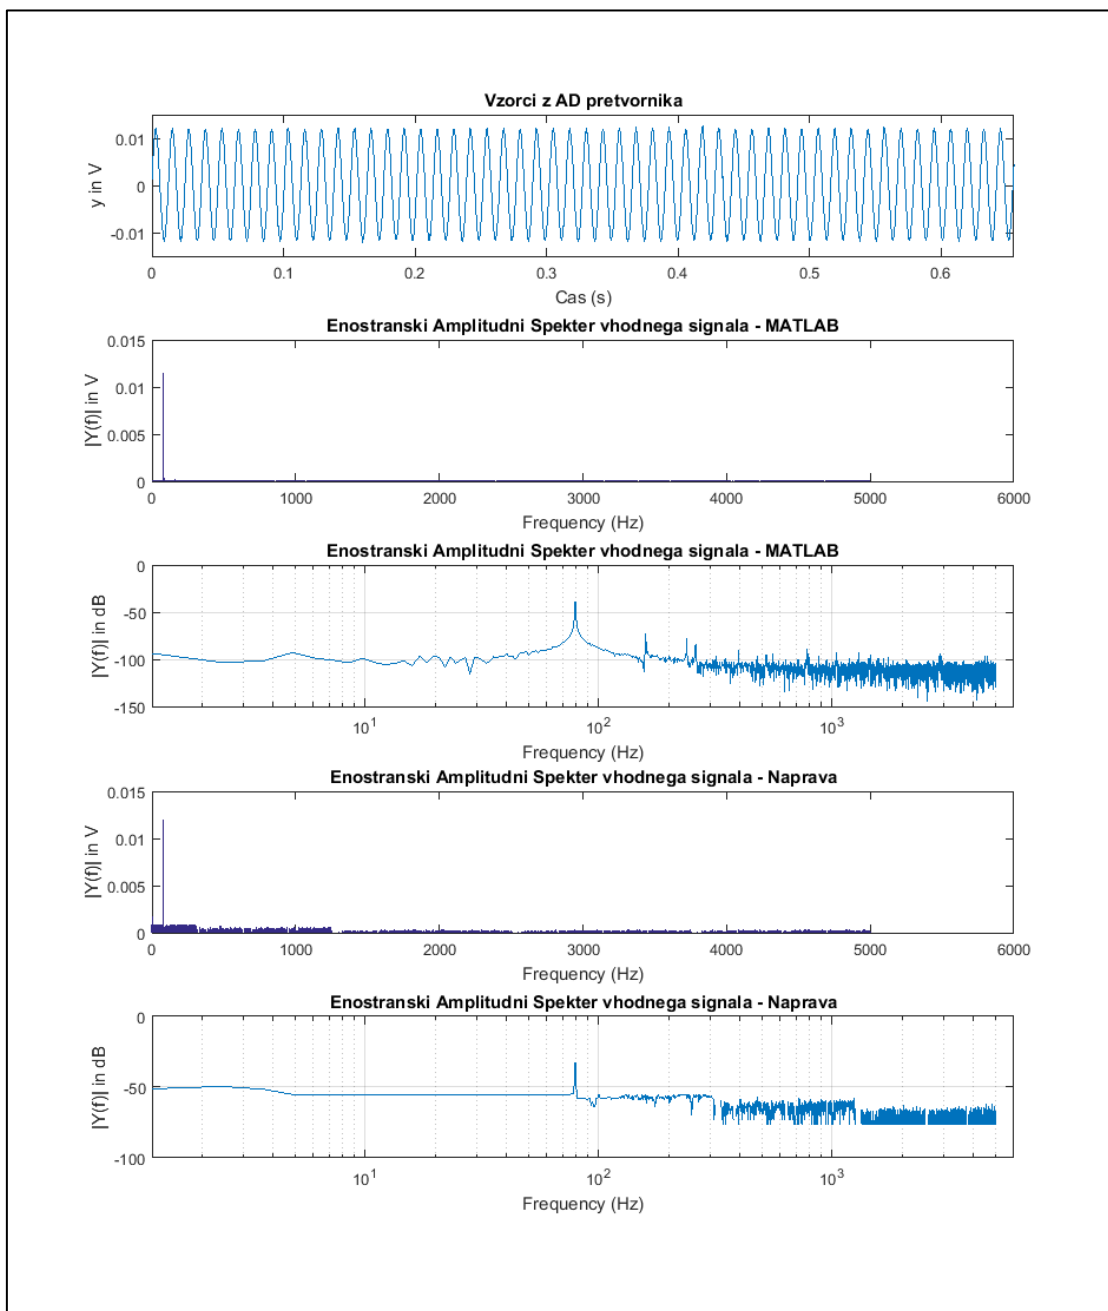 Vzorci z AD pretvornika
y in V
0.01
0
-0.01
0 0.1 0.2 0.3 0.4 0.5 0.6
Cas (s)
Enostranski Amplitudni Spekter vhodnega signala - MATLAB
|Y(f)| in V
0.015
0.01
0.005
0
0 1000 2000 3000 4000 5000 6000
Frequency (Hz)
Enostranski Amplitudni Spekter vhodnega signala - MATLAB
|Y(f)| in dB
0
-50
-100
-150
10^1 10^2 10^3
Frequency (Hz)
Enostranski Amplitudni Spekter vhodnega signala - Naprava
|Y(f)| in V
0.015
0.01
0.005
0
0 1000 2000 3000 4000 5000 6000
Frequency (Hz)
Enostranski Amplitudni Spekter vhodnega signala - Naprava
|Y(f)| in dB
0
-50
-100
10^1 10^2 10^3
Frequency (Hz)